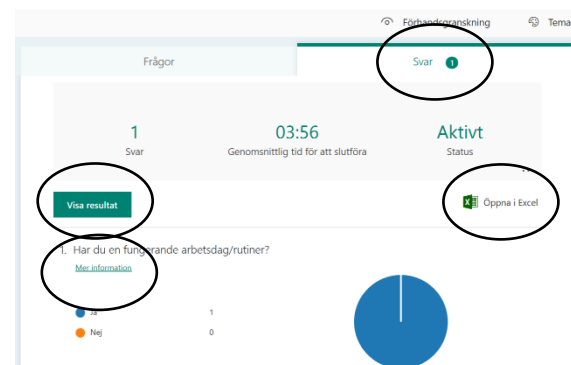 Förhandsgranskning Tema
Frågor Svar 1
1 03:56 Aktivt
Svar Genomsnittlig tid för att slutföra Status
Visa resultat Öppna i Excel
1. Har du en fungerande arbetsdag/rutiner?
Mer information
Ja 1
Nej 0